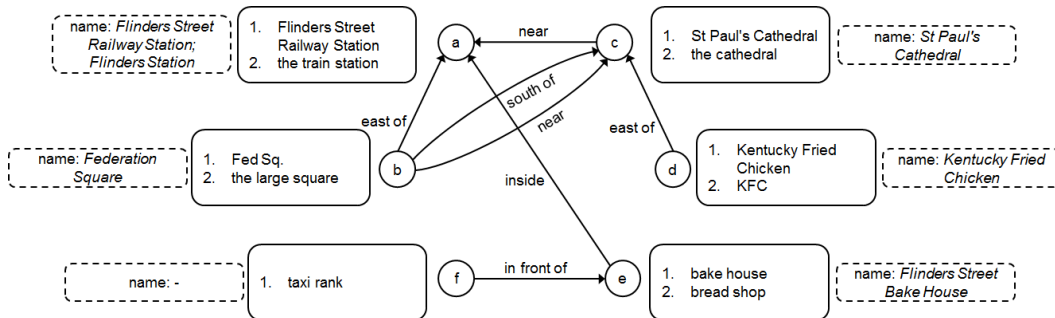 name: Flinders Street
Railway Station;
Flinders Station
1. Flinders Street
Railway Station
2. the train station
a
near
c
1. St Paul's Cathedral
2. the cathedral
name: St Paul's
Cathedral
east of
south of
near
east of
name: Federation
Square
1. Fed Sq.
2. the large square
b
inside
d
1. Kentucky Fried
Chicken
2. KFC
name: Kentucky Fried
Chicken
name: -
1. taxi rank
f
in front of
e
1. bake house
2. bread shop
name: Flinders Street
Bake House